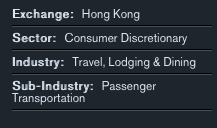 Exchange: Hong Kong
Sector: Consumer Discretionary
Industry: Travel, Lodging & Dining
Sub-Industry: Passenger
Transportation